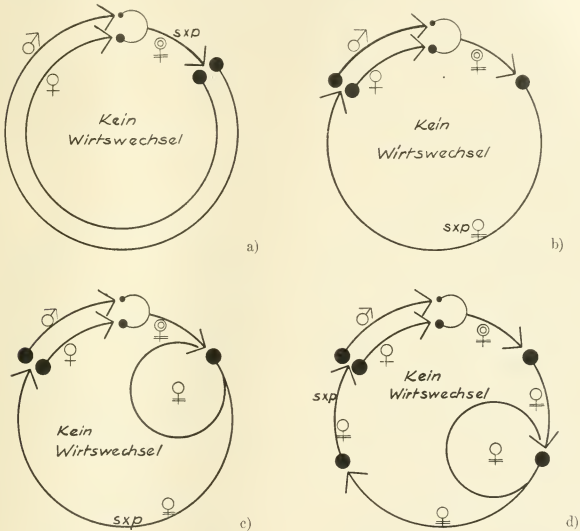 ♂
sxp
♀
Kein
Wirtswechsel
a)
♂
♀
Kein
Wirtswechsel
sxp
b)
♂
♀
♀
Kein
Wirtswechsel
sxp
c)
♂
♀
Kein
Wirtswechsel
sxp
♀
d)